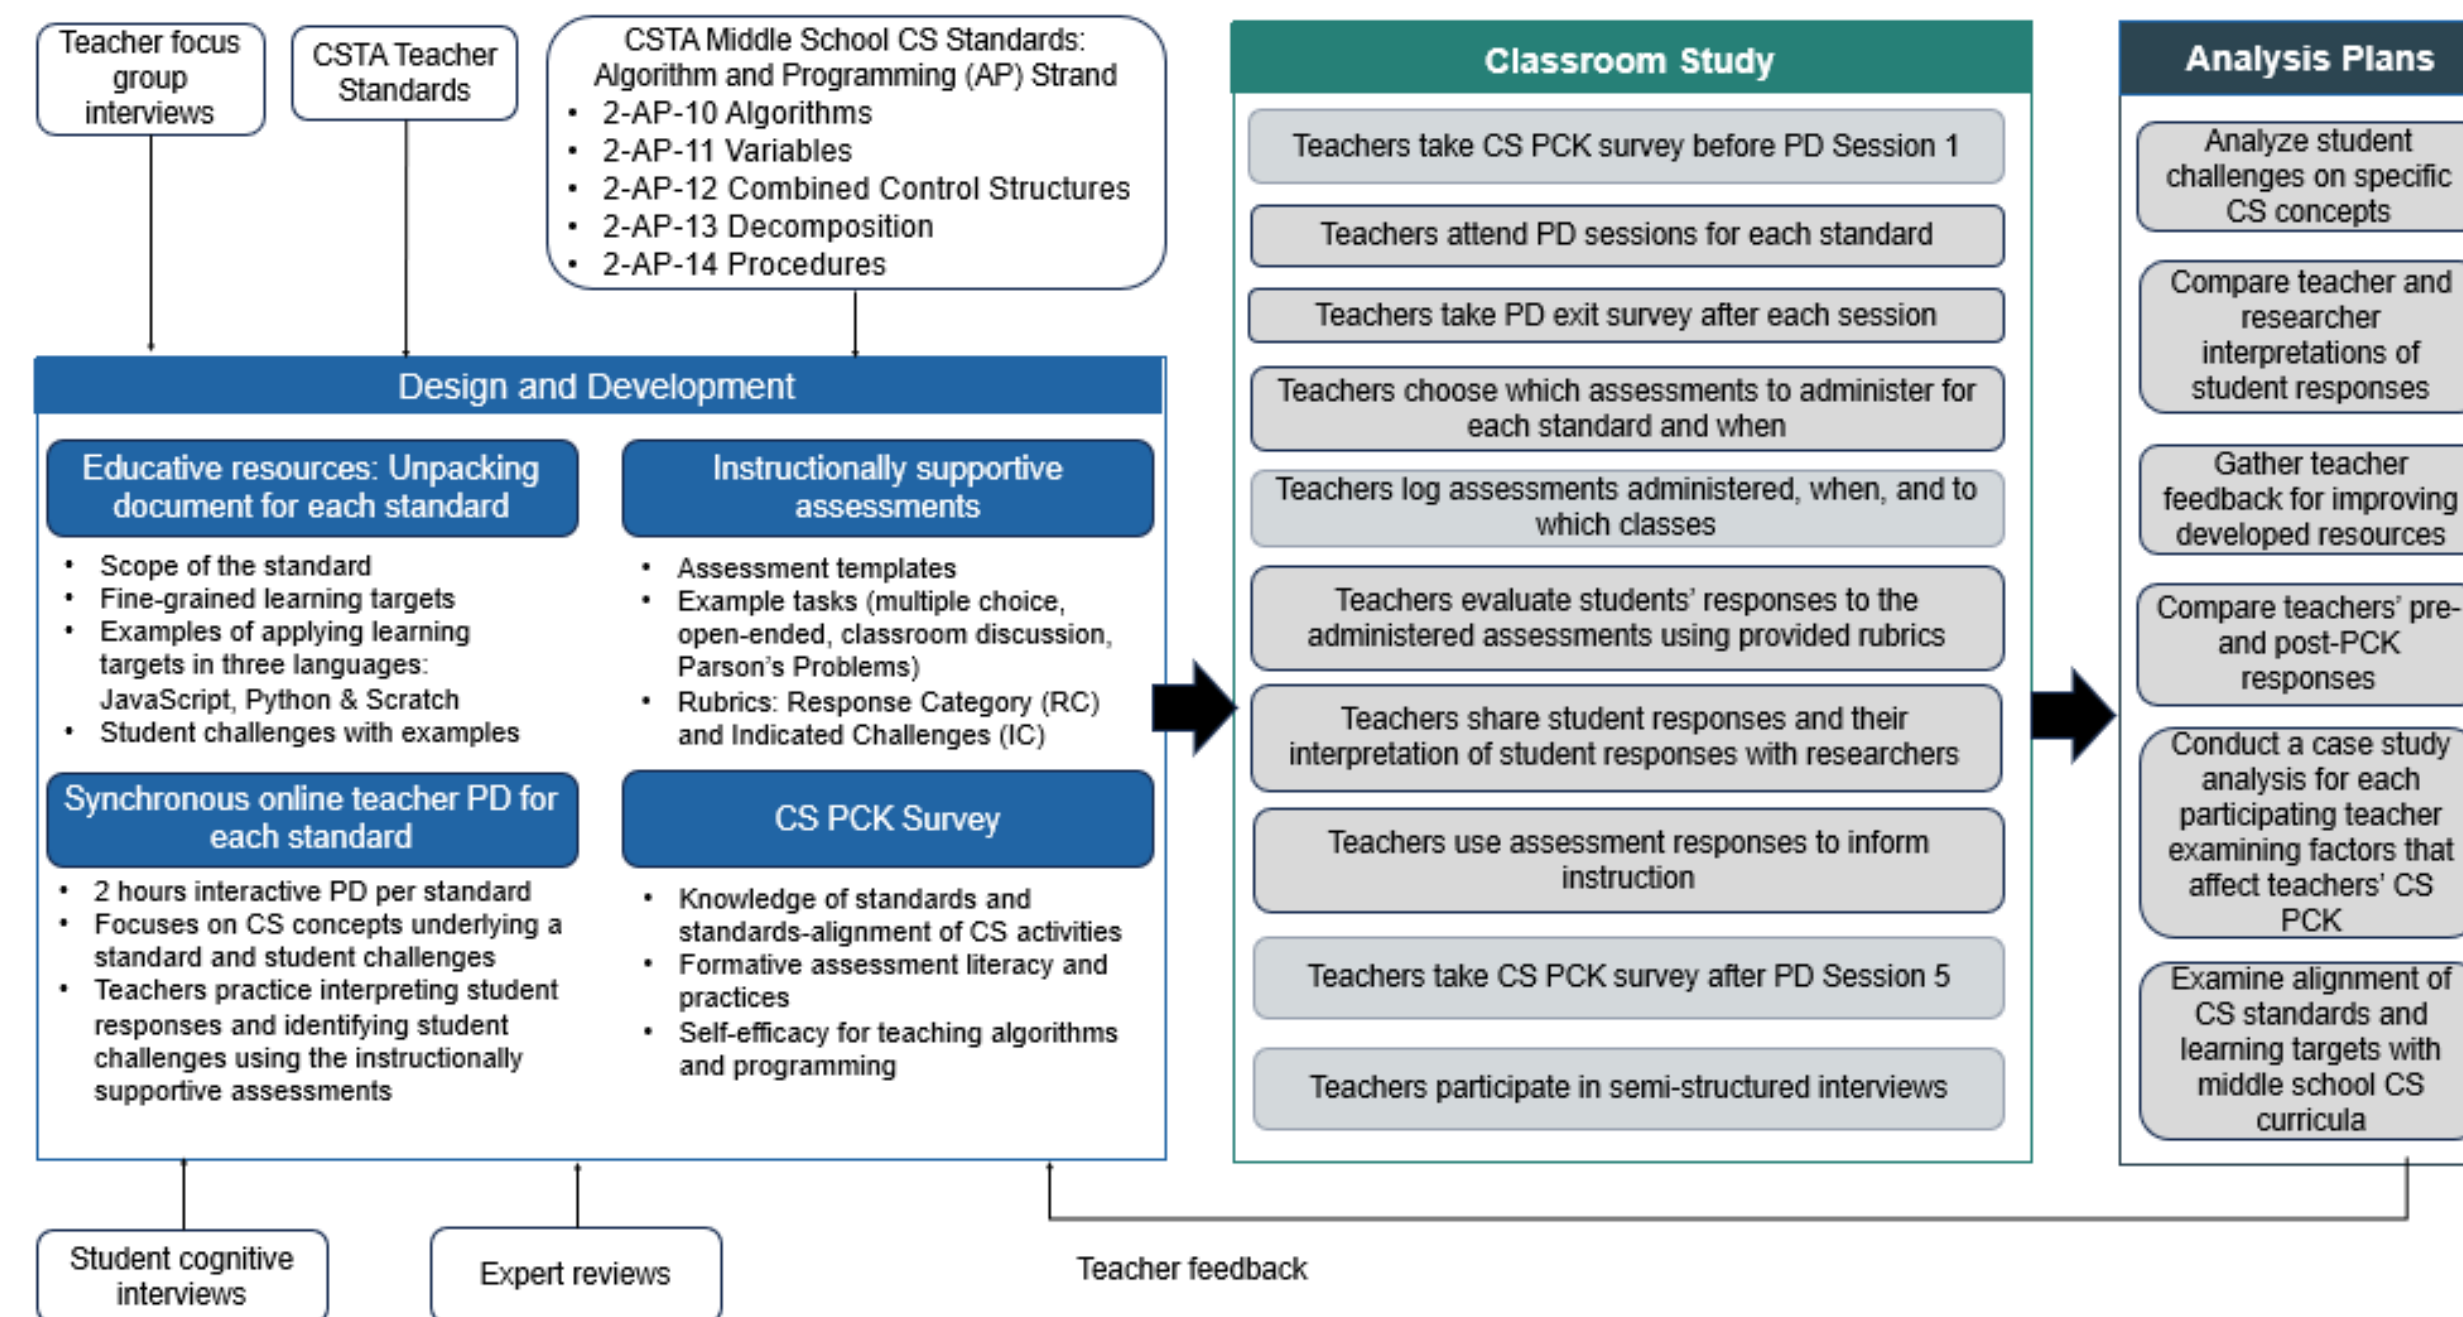 Teacher focus
group
interviews
CSTA Teacher
Standards
CSTA Middle School CS Standards:
Algorithm and Programming (AP) Strand
• 2-AP-10 Algorithms
• 2-AP-11 Variables
• 2-AP-12 Combined Control Structures
• 2-AP-13 Decomposition
• 2-AP-14 Procedures
Design and Development
Educative resources: Unpacking
document for each standard
• Scope of the standard
• Fine-grained learning targets
• Examples of applying learning
targets in three languages:
JavaScript, Python & Scratch
• Student challenges with examples
Instructionally supportive
assessments
• Assessment templates
• Example tasks (multiple choice,
open-ended, classroom discussion,
Parson's Problems)
• Rubrics: Response Category (RC)
and Indicated Challenges (IC)
Synchronous online teacher PD for
each standard
• 2 hours interactive PD per standard
• Focuses on CS concepts underlying a
standard and student challenges
• Teachers practice interpreting student
responses and identifying student
challenges using the instructionally
supportive assessments
CS PCK Survey
• Knowledge of standards and
standards-alignment of CS activities
• Formative assessment literacy and
practices
• Self-efficacy for teaching algorithms
and programming
Student cognitive
interviews
Expert reviews
Teacher feedback
Classroom Study
Teachers take CS PCK survey before PD Session 1
Teachers attend PD sessions for each standard
Teachers take PD exit survey after each session
Teachers choose which assessments to administer for
each standard and when
Teachers log assessments administered, when, and to
which classes
Teachers evaluate students' responses to the
administered assessments using provided rubrics
Teachers share student responses and their
interpretation of student responses with researchers
Teachers use assessment responses to inform
instruction
Teachers take CS PCK survey after PD Session 5
Teachers participate in semi-structured interviews
Analysis Plans
Analyze student
challenges on specific
CS concepts
Compare teacher and
researcher
interpretations of
student responses
Gather teacher
feedback for improving
developed resources
Compare teachers' pre-
and post-PCK
responses
Conduct a case study
analysis for each
participating teacher
examining factors that
affect teachers' CS
PCK
Examine alignment of
CS standards and
learning targets with
middle school CS
curricula